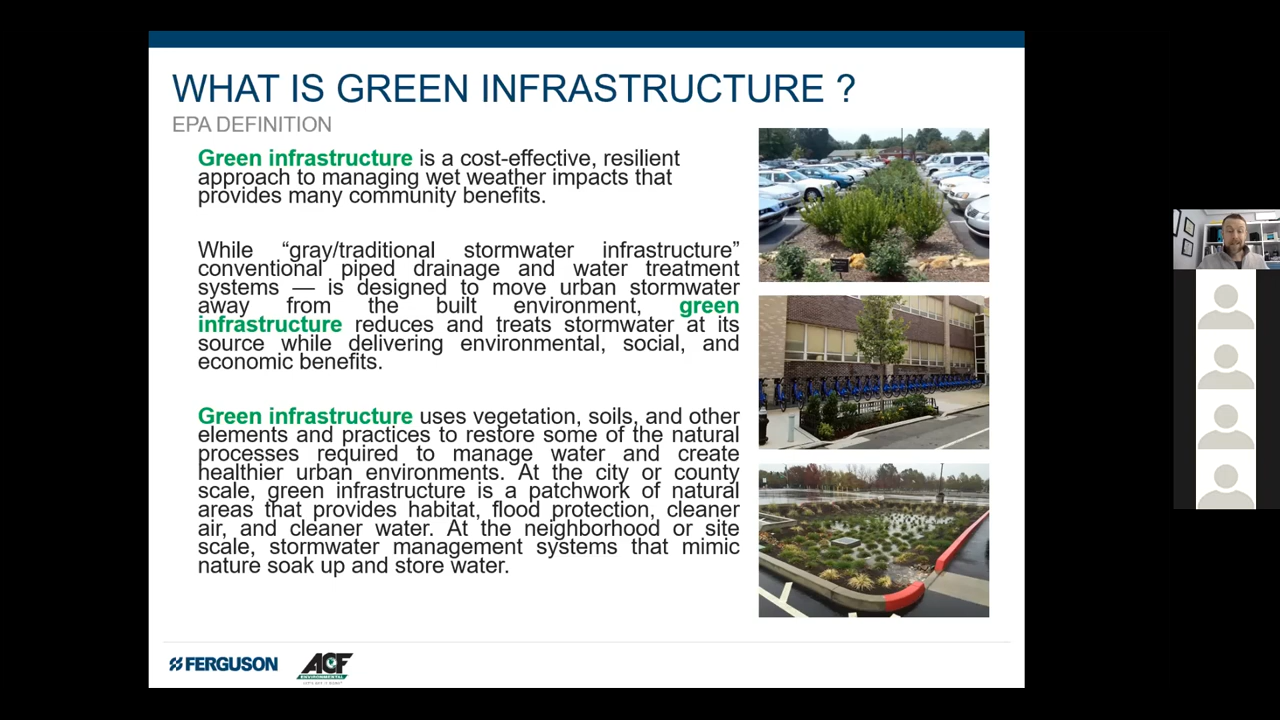 WHAT IS GREEN INFRASTRUCTURE ?
EPA DEFINITION
Green infrastructure is a cost-effective, resilient
approach to managing wet weather impacts that
provides many community benefits.
While “gray/traditional stormwater infrastructure”
conventional piped drainage and water treatment
systems — is designed to move urban stormwater
away from the built environment, green
infrastructure reduces and treats stormwater at its
source while delivering environmental, social, and
economic benefits.
Green infrastructure uses vegetation, soils, and other
elements and practices to restore some of the natural
processes required to manage water and create
healthier urban environments. At the city or county
scale, green infrastructure is a patchwork of natural
areas that provides habitat, flood protection, cleaner
air, and cleaner water. At the neighborhood or site
scale, stormwater management systems that mimic
nature soak up and store water.
FERGUSON
ACF
ENVIRONMENTAL